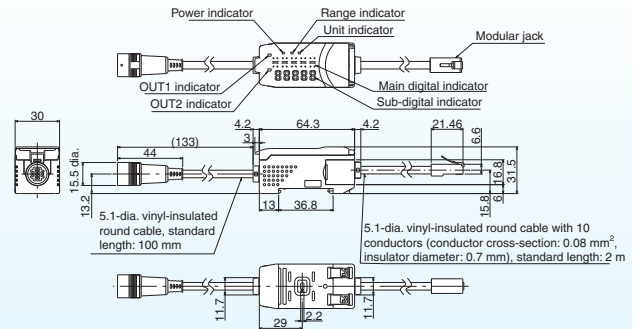 Power indicator
Range indicator
Unit indicator
Modular jack
OUT1 indicator
OUT2 indicator
Main digital indicator
Sub-digital indicator
30
(133)
44
4.2
3
64.3
4.2
21.46
6.6
15.5 dia.
13.2
16.8
31.5
15.8
6
13
36.8
5.1-dia. vinyl-insulated
round cable, standard
length: 100 mm
5.1-dia. vinyl-insulated round cable with 10
conductors (conductor cross-section: 0.08 mm²,
insulator diameter: 0.7 mm), standard length: 2 m
11.7
11.7
2.2
29